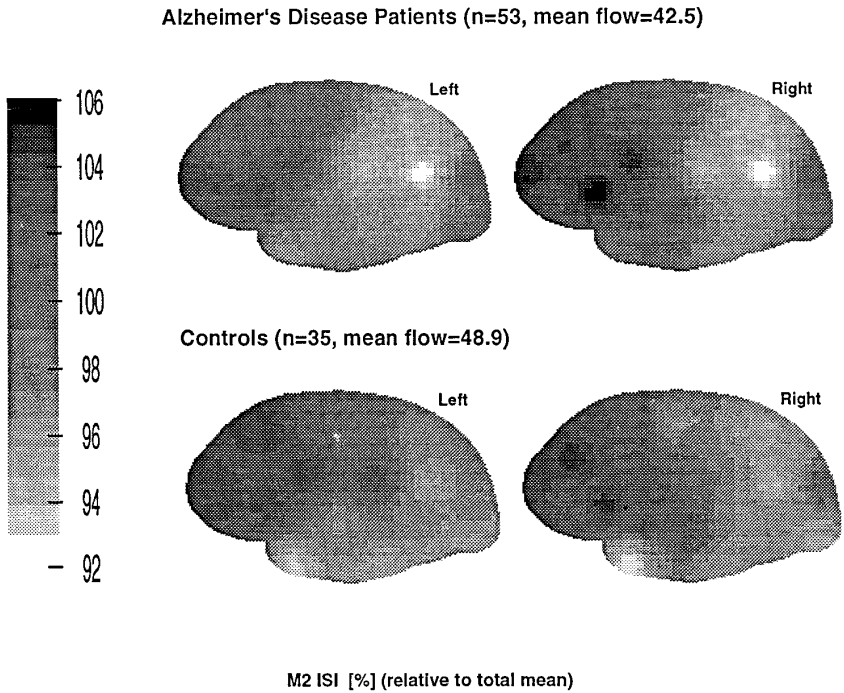 Alzheimer's Disease Patients (n=53, mean flow=42.5)
Left
Right
106
104
102
100
98
96
94
92
Controls (n=35, mean flow=48.9)
Left
Right
M2 ISI [%] (relative to total mean)